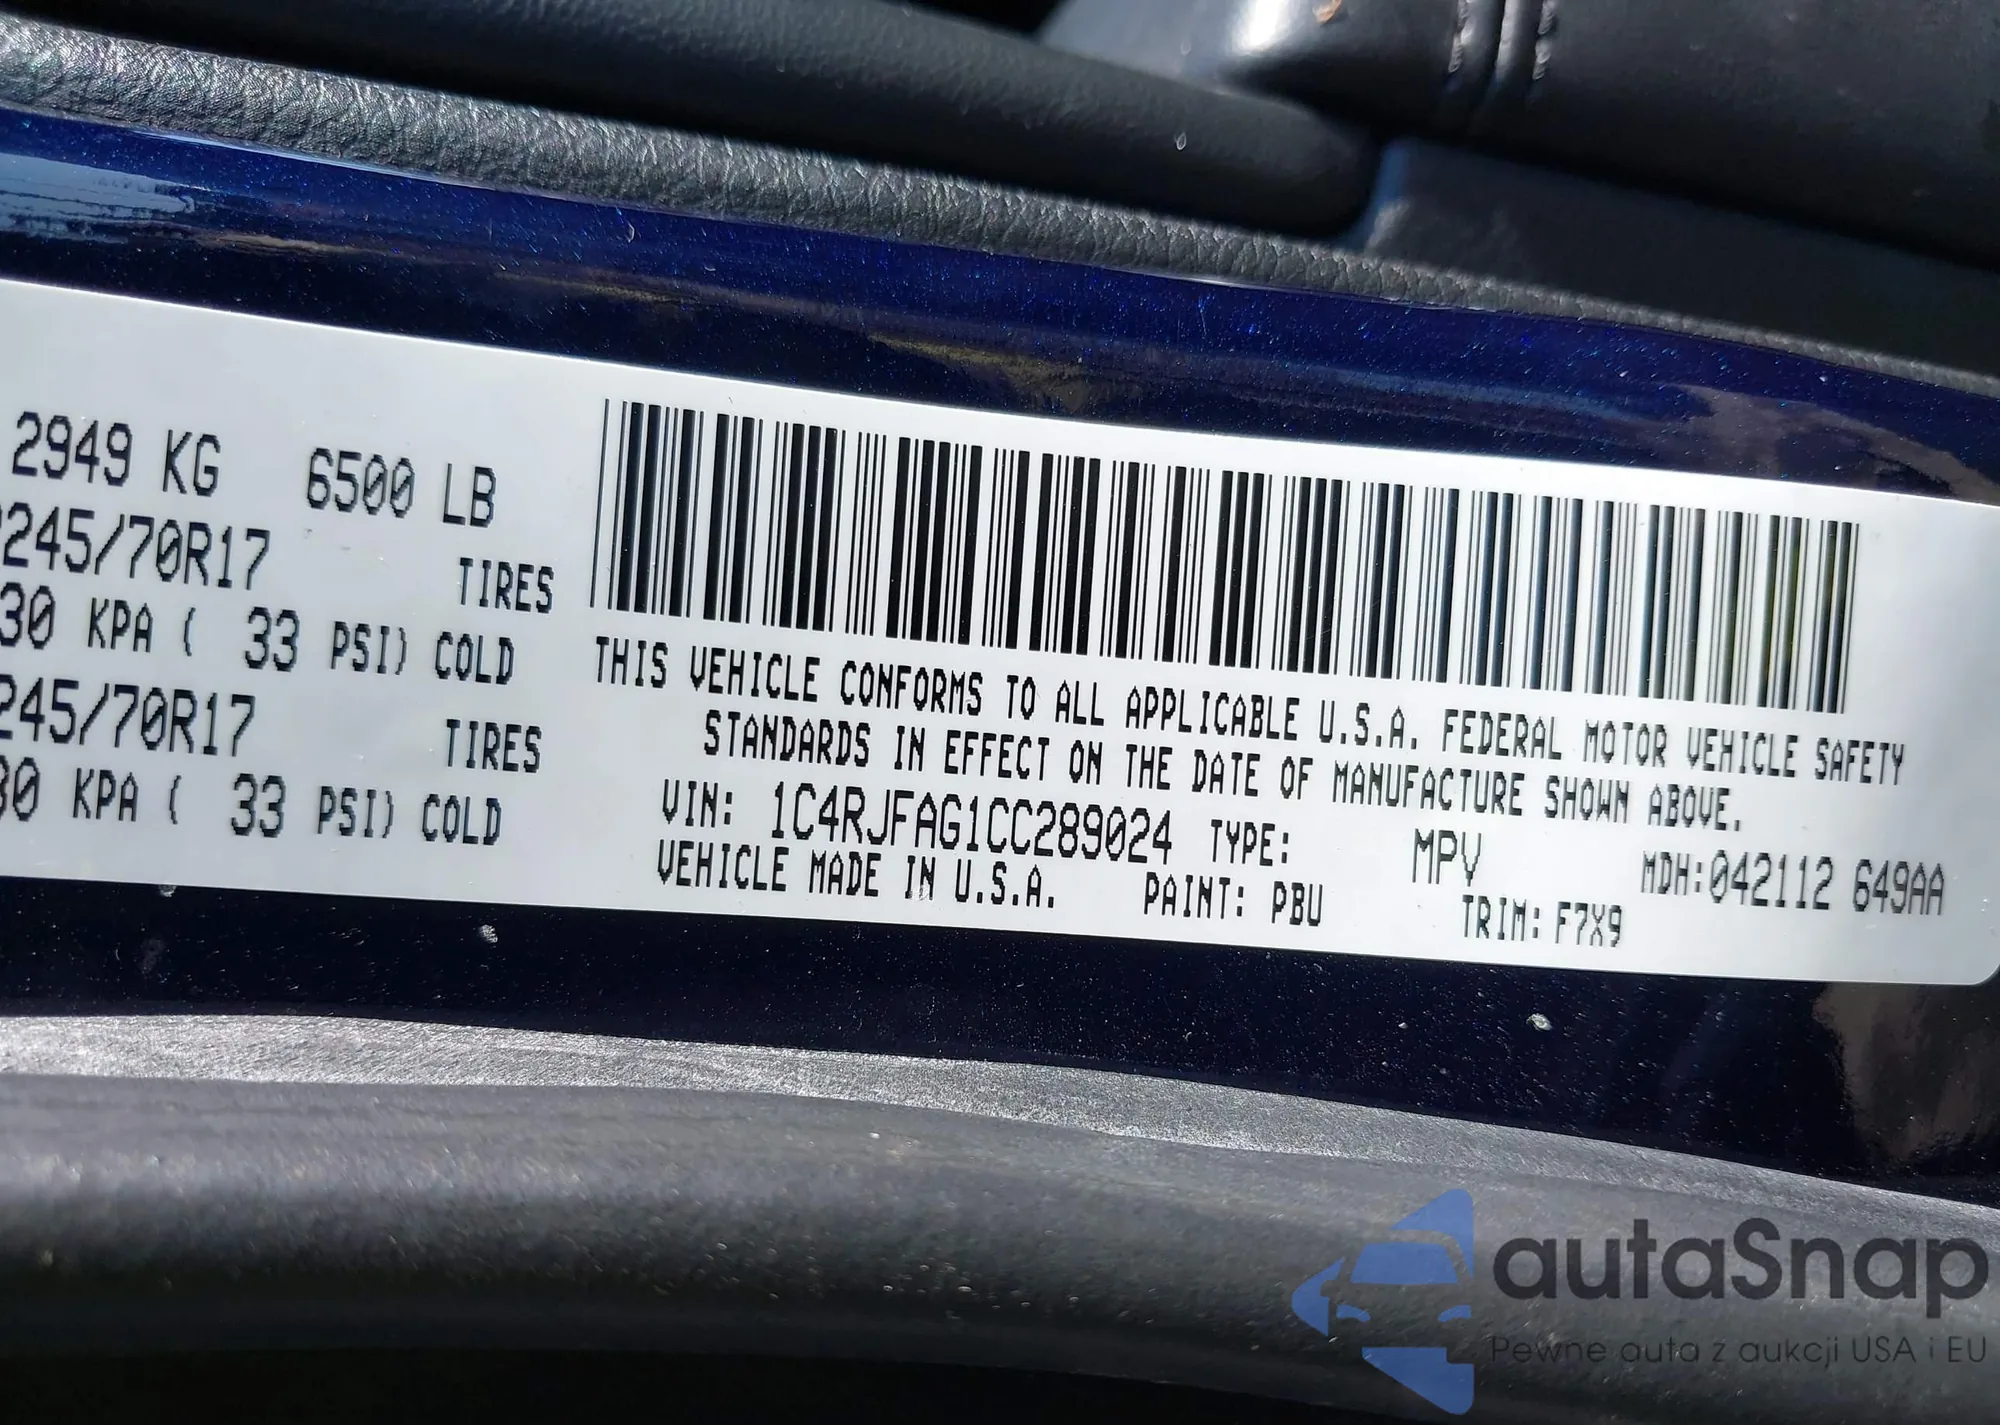 2949 KG 6500 LB
245/70R17 TIRES
30 KPA ( 33 PSI) COLD
245/70R17 TIRES
30 KPA ( 33 PSI) COLD
THIS VEHICLE CONFORMS TO ALL APPLICABLE U.S.A. FEDERAL MOTOR VEHICLE SAFETY
STANDARDS IN EFFECT ON THE DATE OF MANUFACTURE SHOWN ABOVE.
VIN: 1C4RJFAG1CC289024 TYPE: MPV MDH:042112 649AA
VEHICLE MADE IN U.S.A. PAINT: PBU TRIM: F7X9
autaSnap
Pewne auta z aukcji USA i EU